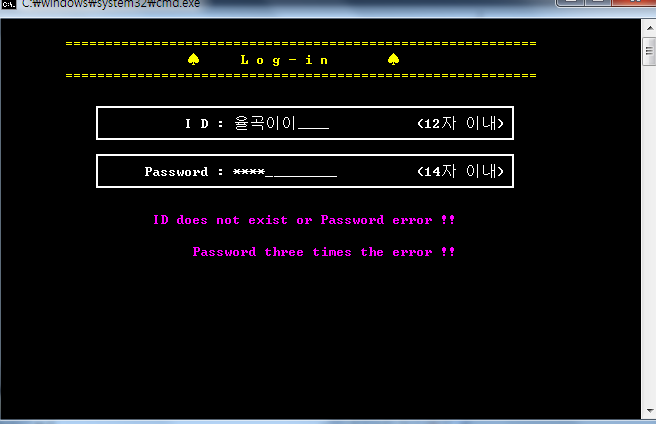 C:\windows\system32\cmd.exe
===========================================================
♠ L o g - i n ♠
===========================================================
I D : 율곡이이____ (12자 이내)
Password : ****_________ (14자 이내)
ID does not exist or Password error !!
Password three times the error !!